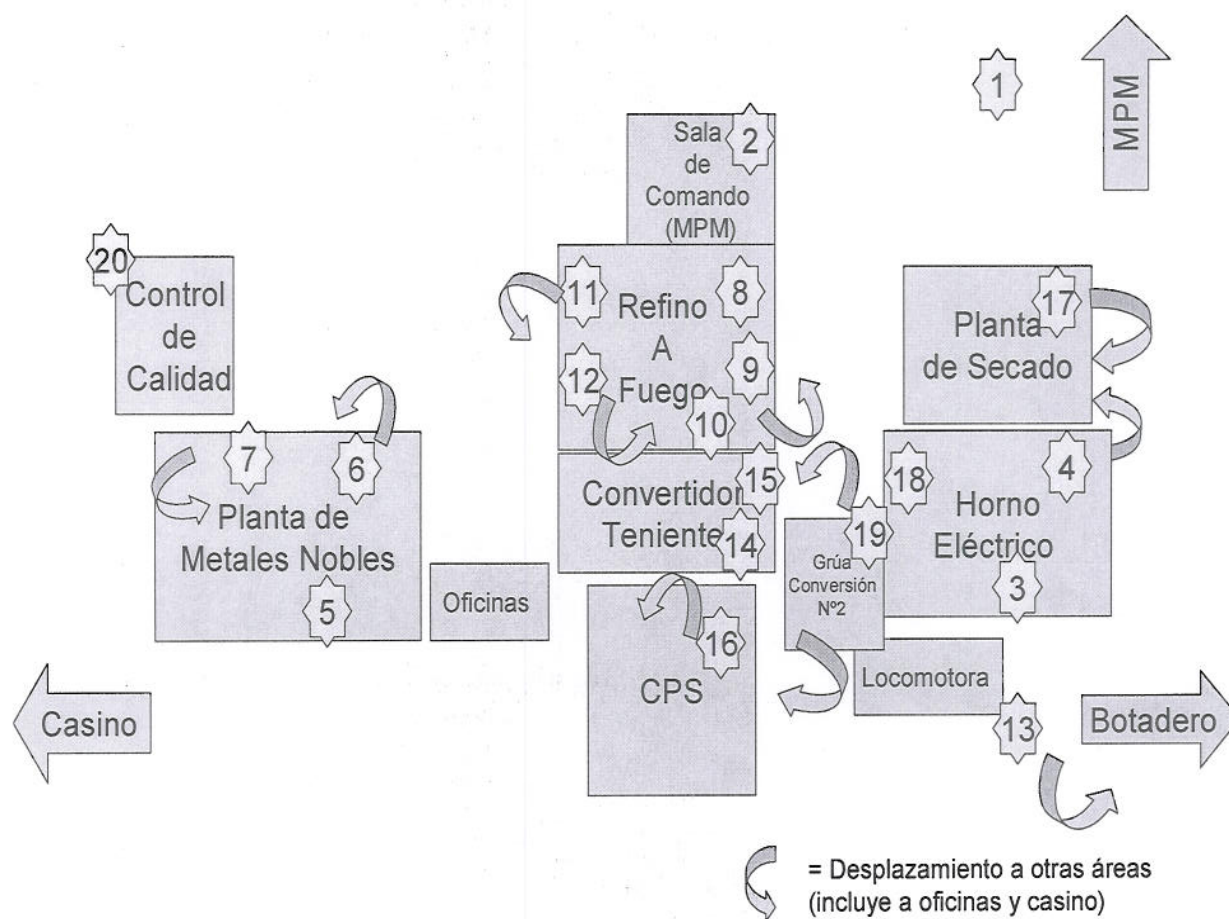 1
MPM
Sala
de
Comando
(MPM)
2
20
Control
de
Calidad
11
8
Refino
A
Fuego
12
9
10
17
Planta
de Secado
7
6
Planta de
Metales Nobles
5
Oficinas
Convertidor
Teniente
15
14
18
4
Horno
Eléctrico
3
19
Grúa
Conversión
Nº2
16
CPS
Locomotora
13
Casino
Botadero
= Desplazamiento a otras áreas
(incluye a oficinas y casino)